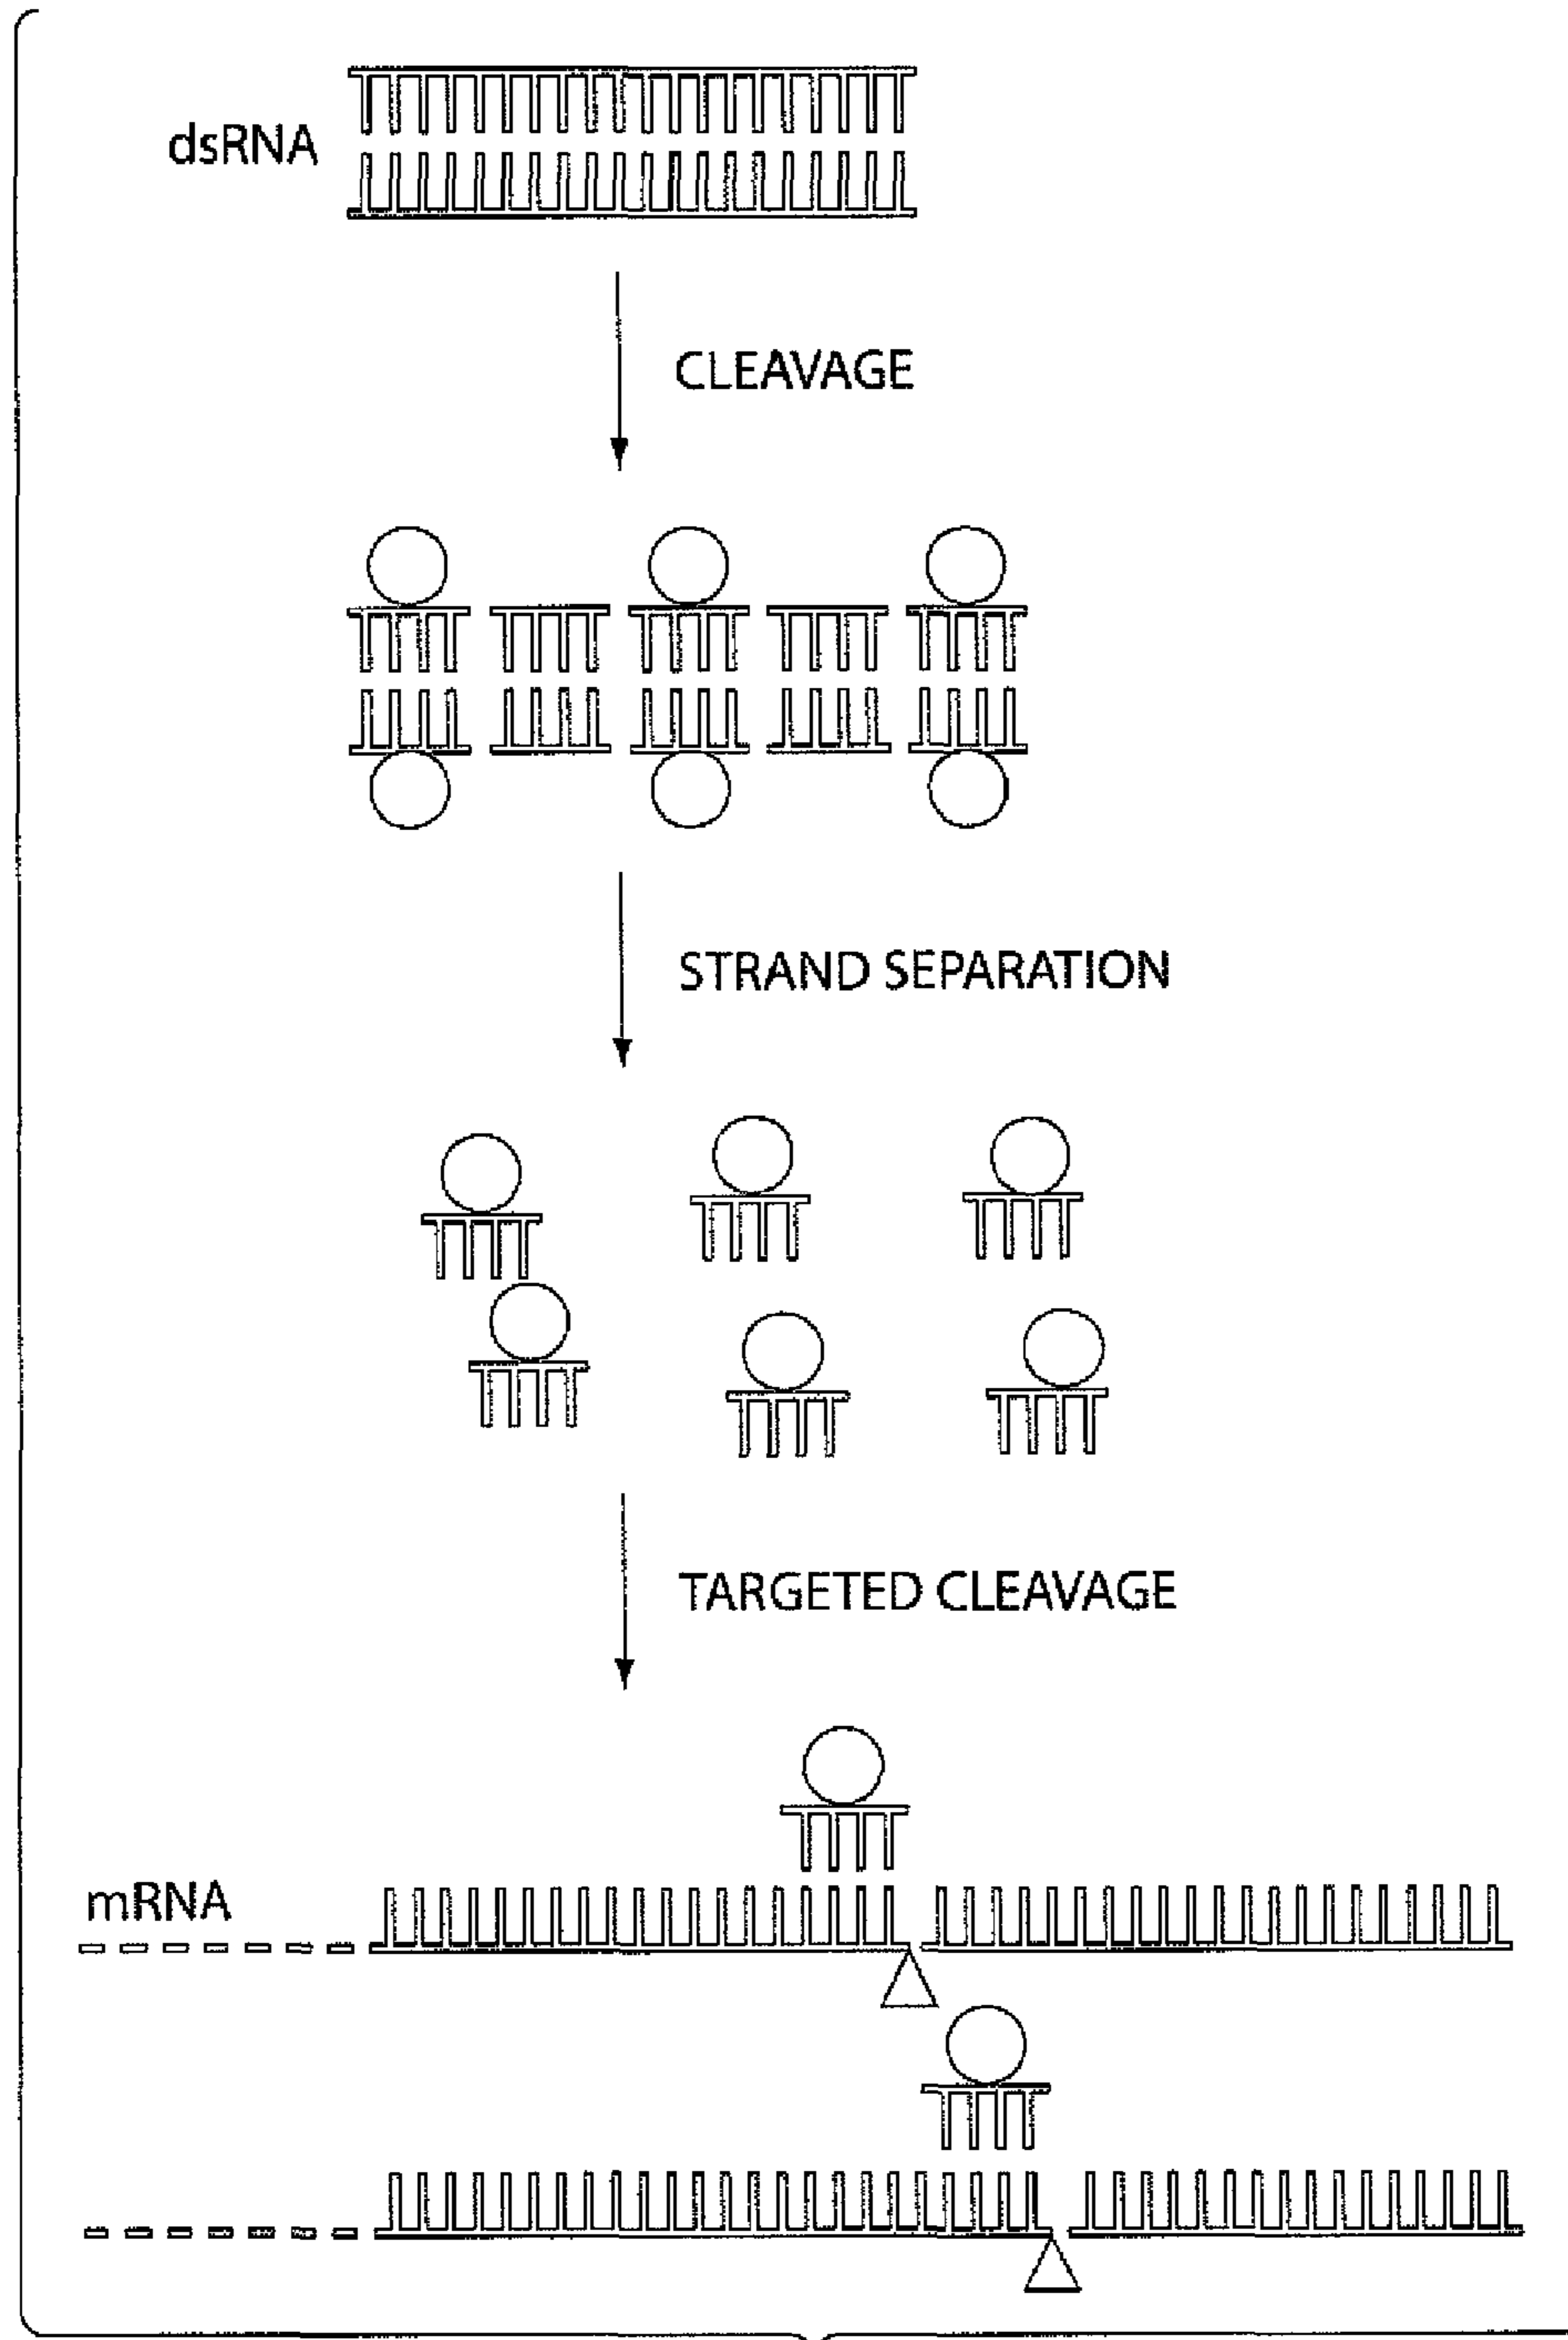 dsRNA
CLEAVAGE
STRAND SEPARATION
TARGETED CLEAVAGE
mRNA